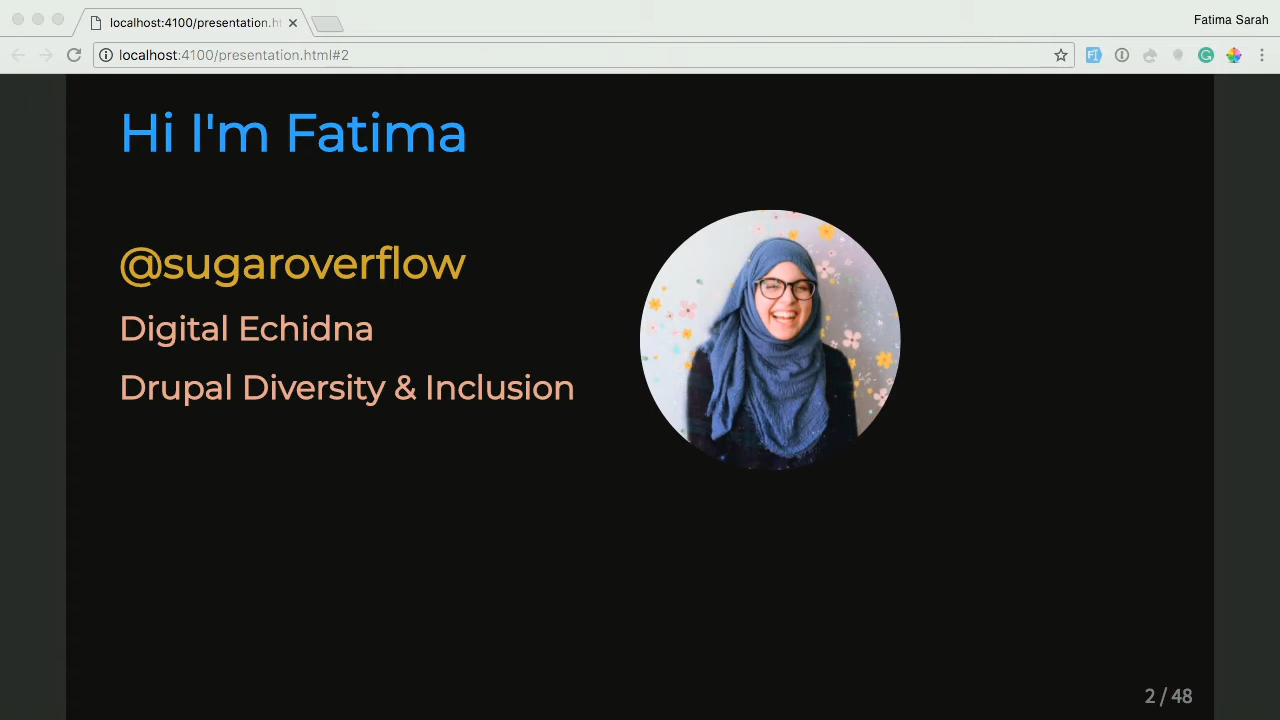 localhost:4100/presentation.ht
Fatima Sarah
localhost:4100/presentation.html#2
Hi I'm Fatima
@sugaroverflow
Digital Echidna
Drupal Diversity & Inclusion
2 / 48